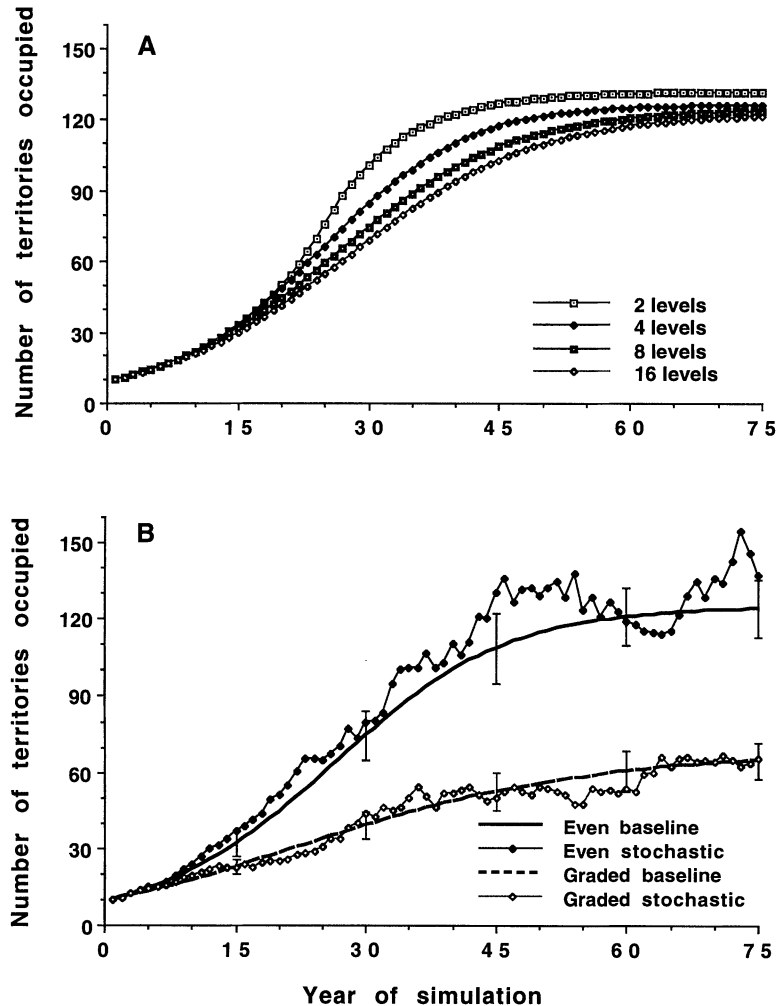 A
Number of territories occupied
150
120
90
60
30
0
2 levels
4 levels
8 levels
16 levels
0 15 30 45 60 75
B
Number of territories occupied
150
120
90
60
30
0
Even baseline
Even stochastic
Graded baseline
Graded stochastic
0 15 30 45 60 75
Year of simulation